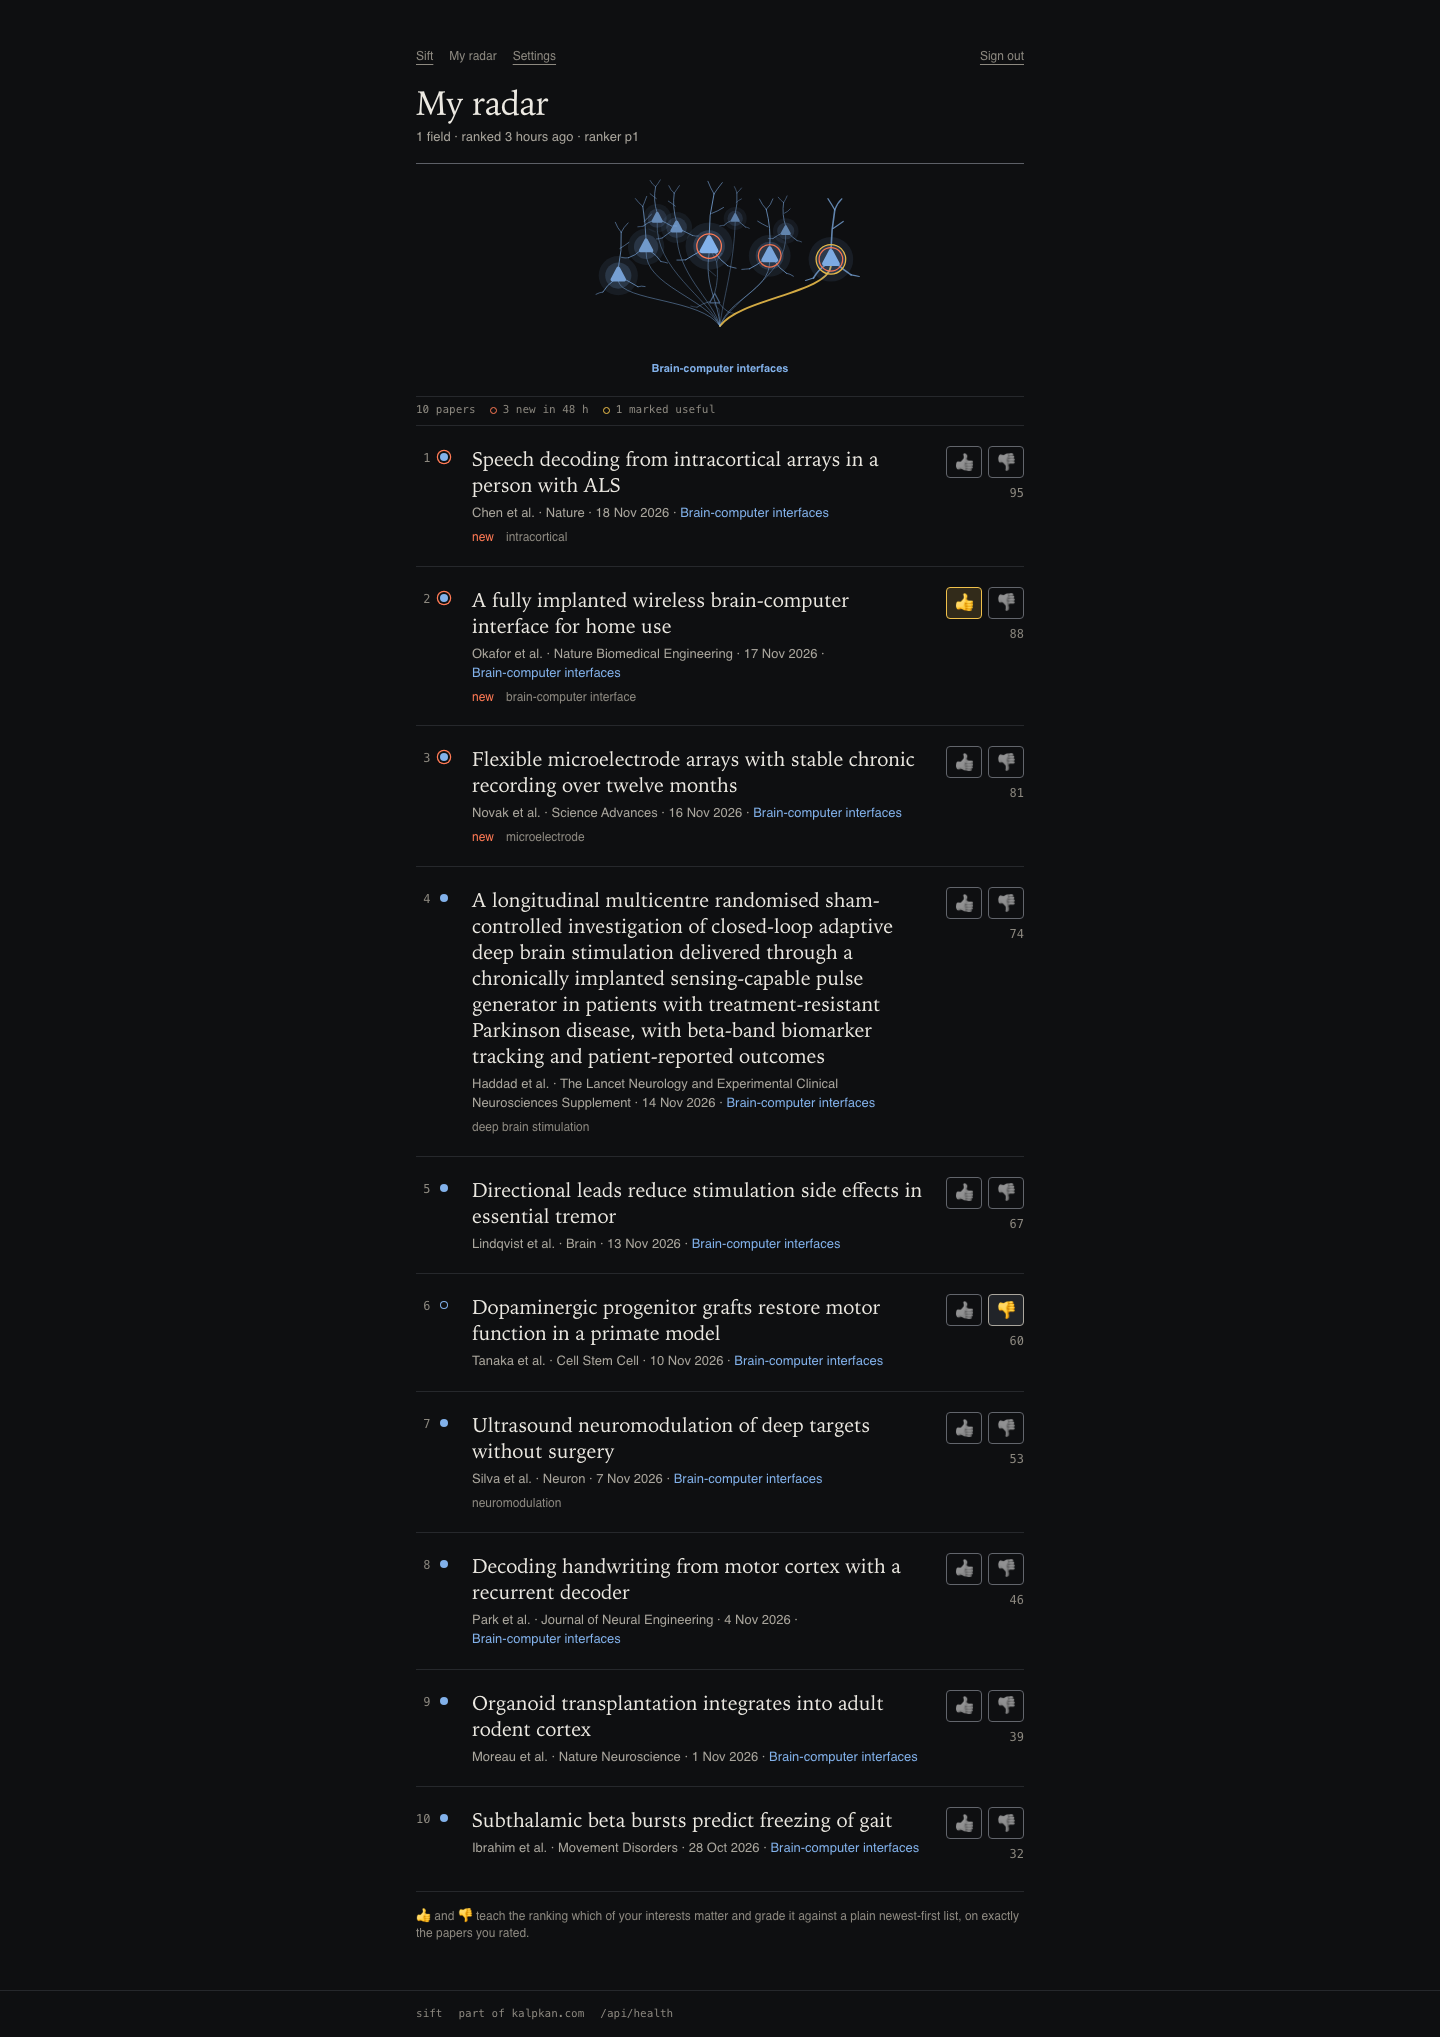 Sift My radar Settings Sign out
My radar
1 field · ranked 3 hours ago · ranker p1
Brain-computer interfaces
10 papers 3 new in 48 h 1 marked useful
1 Speech decoding from intracortical arrays in a
person with ALS
95
Chen et al. · Nature · 18 Nov 2026 · Brain-computer interfaces
new intracortical
2 A fully implanted wireless brain-computer
interface for home use
88
Okafor et al. · Nature Biomedical Engineering · 17 Nov 2026 ·
Brain-computer interfaces
new brain-computer interface
3 Flexible microelectrode arrays with stable chronic
recording over twelve months
81
Novak et al. · Science Advances · 16 Nov 2026 · Brain-computer interfaces
new microelectrode
4 A longitudinal multicentre randomised sham-
controlled investigation of closed-loop adaptive
74
deep brain stimulation delivered through a
chronically implanted sensing-capable pulse
generator in patients with treatment-resistant
Parkinson disease, with beta-band biomarker
tracking and patient-reported outcomes
Haddad et al. · The Lancet Neurology and Experimental Clinical
Neurosciences Supplement · 14 Nov 2026 · Brain-computer interfaces
deep brain stimulation
5 Directional leads reduce stimulation side effects in
essential tremor
67
Lindqvist et al. · Brain · 13 Nov 2026 · Brain-computer interfaces
6 Dopaminergic progenitor grafts restore motor
function in a primate model
60
Tanaka et al. · Cell Stem Cell · 10 Nov 2026 · Brain-computer interfaces
7 Ultrasound neuromodulation of deep targets
without surgery
53
Silva et al. · Neuron · 7 Nov 2026 · Brain-computer interfaces
neuromodulation
8 Decoding handwriting from motor cortex with a
recurrent decoder
46
Park et al. · Journal of Neural Engineering · 4 Nov 2026 ·
Brain-computer interfaces
9 Organoid transplantation integrates into adult
rodent cortex
39
Moreau et al. · Nature Neuroscience · 1 Nov 2026 · Brain-computer interfaces
10 Subthalamic beta bursts predict freezing of gait
Ibrahim et al. · Movement Disorders · 28 Oct 2026 · Brain-computer interfaces
32
👍 and 👎 teach the ranking which of your interests matter and grade it against a plain newest-first list, on exactly
the papers you rated.
sift part of kalpkan.com /api/health